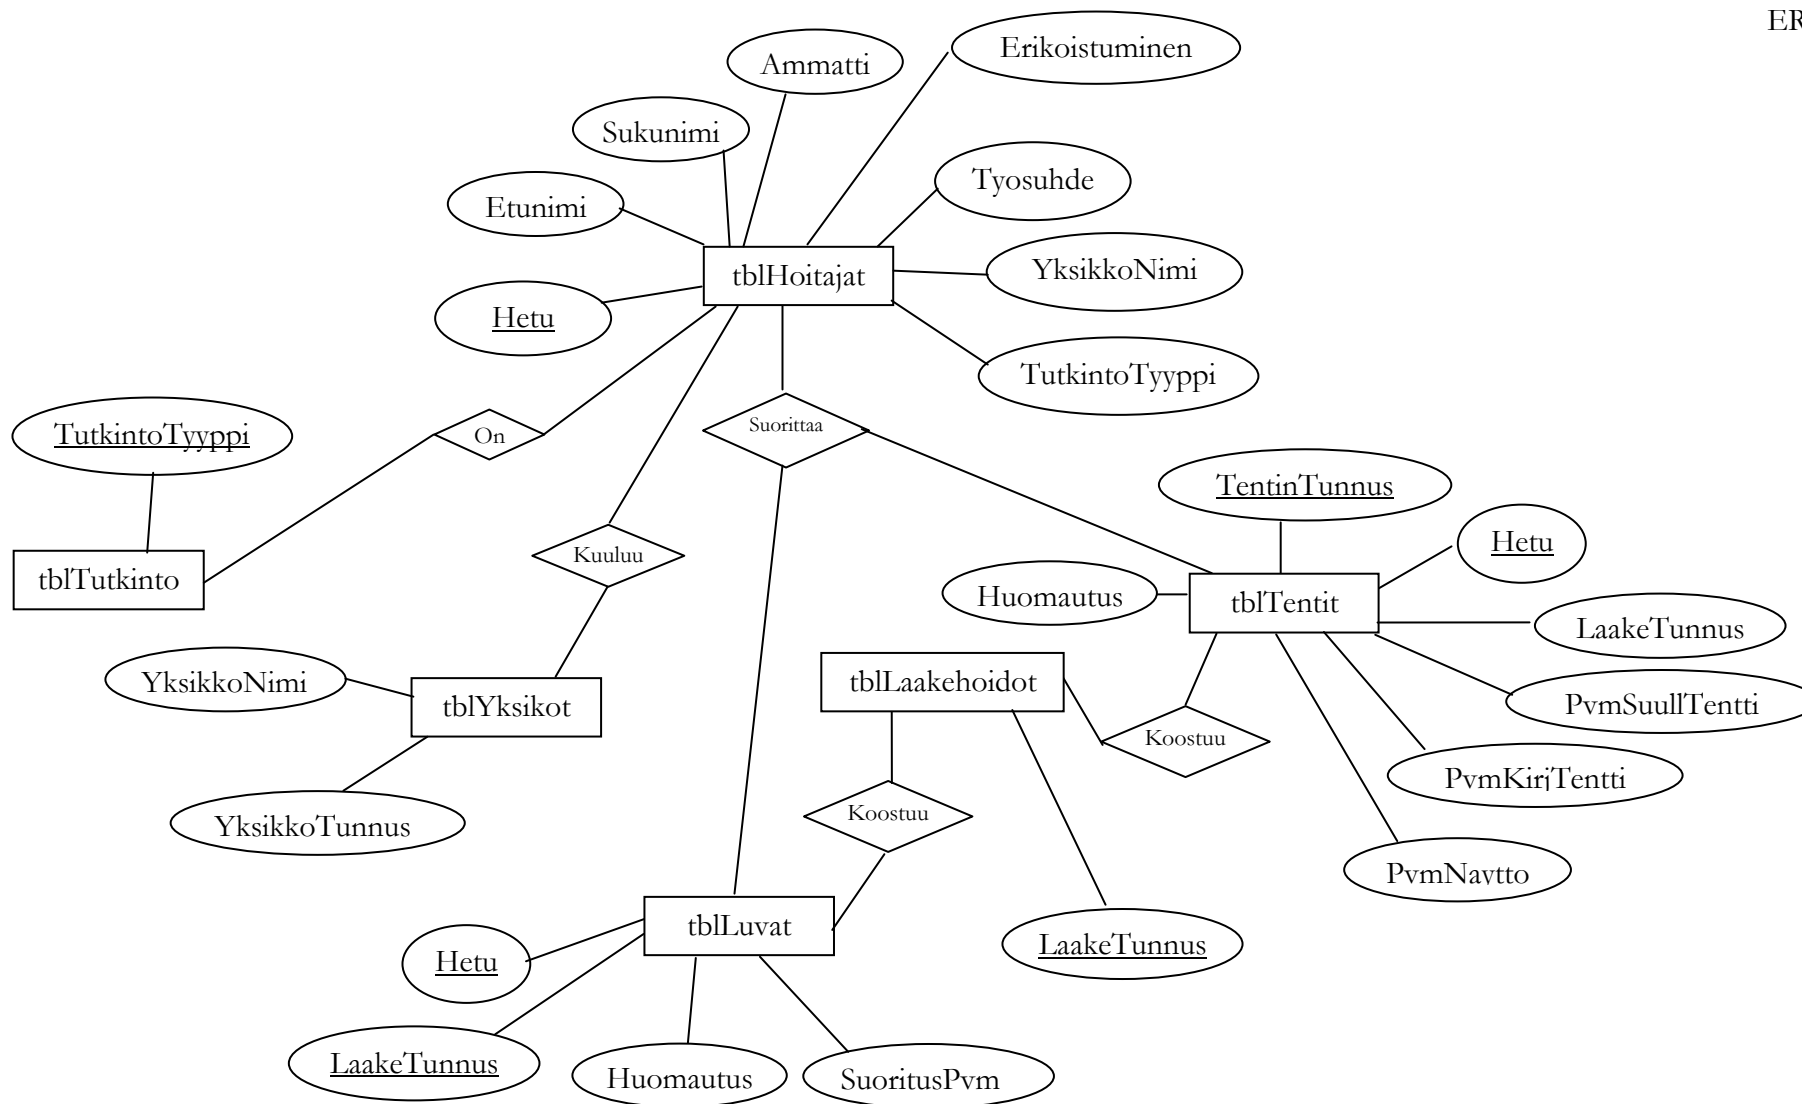 ER
Erikoistuminen
Ammatti
Sukunimi
Tyosuhde
Etunimi
YksikkoNimi
tblHoitajat
Hetu
TutkintoTyyppi
TutkintoTyyppi
On
Suorittaa
TentinTunnus
Hetu
Kuuluu
tblTutkinto
Huomautus
tblTentit
LaakeTunnus
YksikkoNimi
tblLaakehoidot
tblYksikot
PvmSuullTentti
Koostuu
PvmKirjTentti
Koostuu
YksikkoTunnus
PvmNaytto
tblLuvat
LaakeTunnus
Hetu
LaakeTunnus
Huomautus
SuoritusPvm